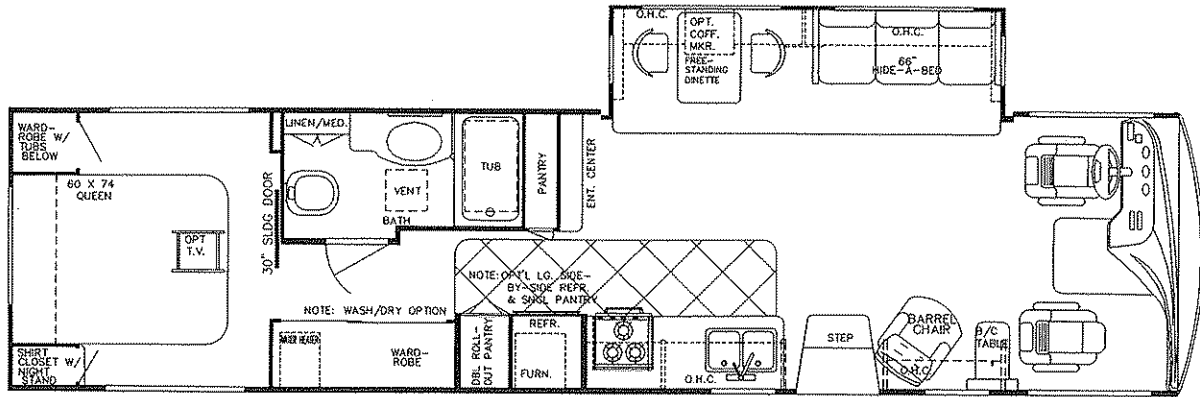 O.H.C.
OPT.
COFF.
MKR.
FREE-
STANDING
DINETTE
O.H.C.
66"
HIDE-A-BED
WARD-
ROBE W/
TUBS
BELOW
60 X 74
QUEEN
OPT
T.V.
SHIRT
CLOSET W/
NIGHT
STAND
30" SLDG DOOR
LINEN/MED.
VENT
BATH
TUB
PANTRY
ENT. CENTER
NOTE: OPT'L LG. SIDE-
BY-SIDE REFR.
& SNGL PANTRY
NOTE: WASH/DRY OPTION
WATER HEATER
WARD-
ROBE
DBL. ROLL-
OUT PANTRY
REFR.
FURN.
O.H.C.
STEP
BARREL
CHAIR
B/C
TABLE
O.H.C.